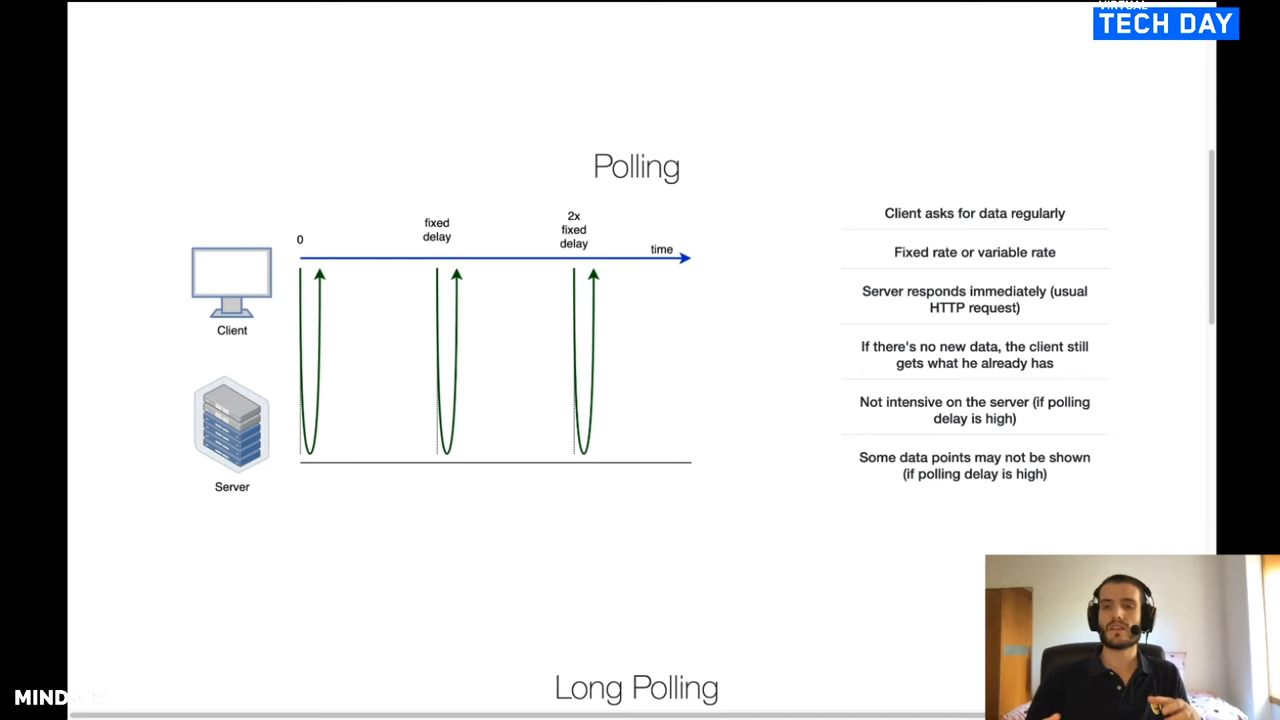 VIRTUAL
TECH DAY
Polling
0
fixed
delay
2x
fixed
delay
time
Client
Server
Client asks for data regularly
Fixed rate or variable rate
Server responds immediately (usual
HTTP request)
If there's no new data, the client still
gets what he already has
Not intensive on the server (if polling
delay is high)
Some data points may not be shown
(if polling delay is high)
Long Polling